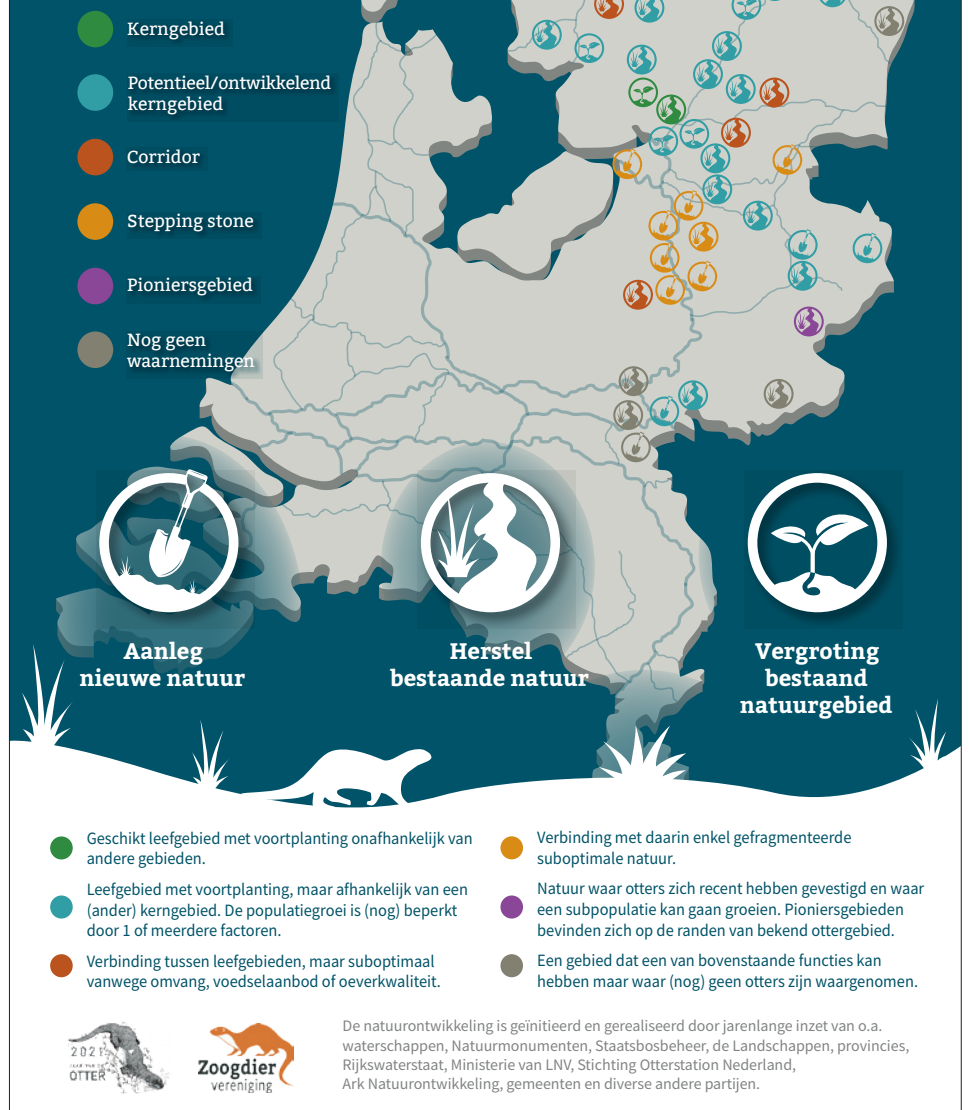 Kerngebied
Potentieel/ontwikkelend
kerngebied
Corridor
Stepping stone
Pioniersgebied
Nog geen
waarnemingen
Aanleg
nieuwe natuur
Herstel
bestaande natuur
Vergroting
bestaand
natuurgebied
Geschikt leefgebied met voortplanting onafhankelijk van
andere gebieden.
Leefgebied met voortplanting, maar afhankelijk van een
(ander) kerngebied. De populatiegroei is (nog) beperkt
door 1 of meerdere factoren.
Verbinding tussen leefgebieden, maar suboptimaal
vanwege omvang, voedselaanbod of oeverkwaliteit.
Verbinding met daarin enkel gefragmenteerde
suboptimale natuur.
Natuur waar otters zich recent hebben gevestigd en waar
een subpopulatie kan gaan groeien. Pioniersgebieden
bevinden zich op de randen van bekend ottergebied.
Een gebied dat een van bovenstaande functies kan
hebben maar waar (nog) geen otters zijn waargenomen.
2021
JAAR VAN DE
OTTER
Zoogdier
vereniging
De natuurontwikkeling is geïnitieerd en gerealiseerd door jarenlange inzet van o.a.
waterschappen, Natuurmonumenten, Staatsbosbeheer, de Landschappen, provincies,
Rijkswaterstaat, Ministerie van LNV, Stichting Otterstation Nederland,
Ark Natuurontwikkeling, gemeenten en diverse andere partijen.